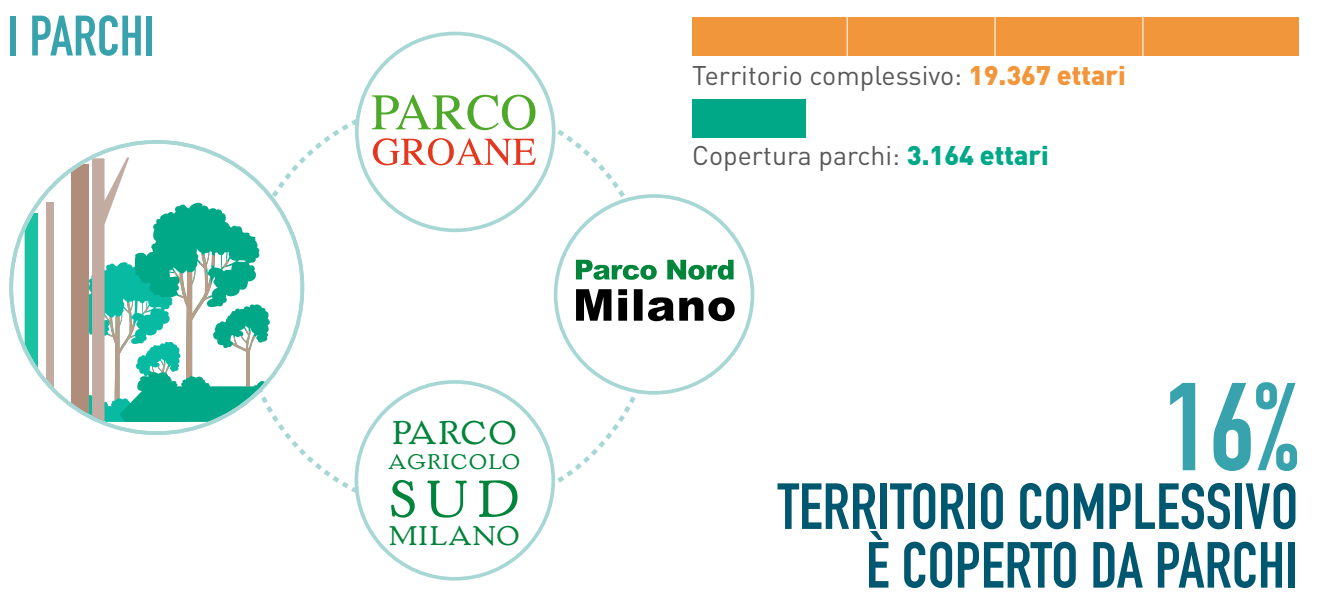 I PARCHI
PARCO
GROANE
Parco Nord
Milano
PARCO
AGRICOLO
SUD
MILANO
Territorio complessivo: 19.367 ettari
Copertura parchi: 3.164 ettari
16%
TERRITORIO COMPLESSIVO
È COPERTO DA PARCHI